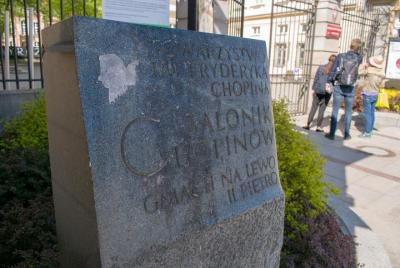 TOWARZYSTWO
IM. FRYDERYKA
CHOPINA
SALONIK
CHOPINÓW
GMACH NA LEWO
II PIĘTRO